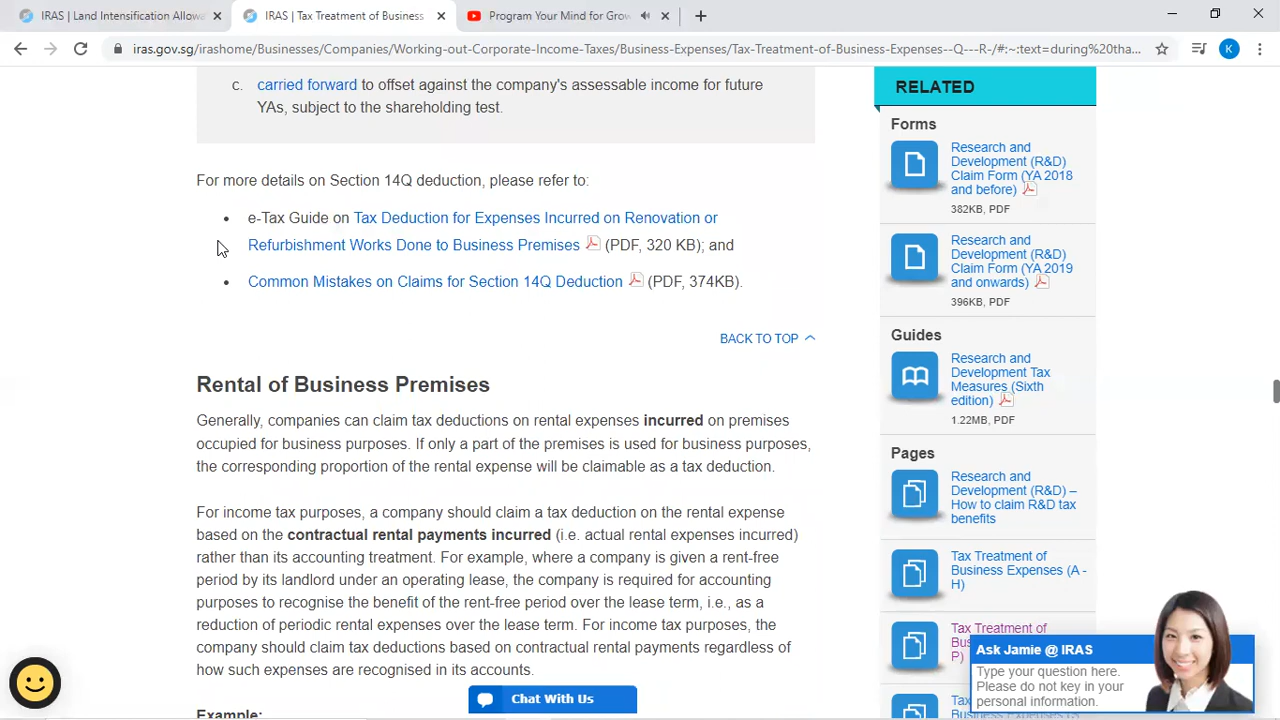 IRAS | Land Intensification Allowa
IRAS | Tax Treatment of Business
Program Your Mind for Grow
iras.gov.sg/irashome/Businesses/Companies/Working-out-Corporate-Income-Taxes/Business-Expenses/Tax-Treatment-of-Business-Expenses--Q---R-/#:~:text=during%20tha...
K
c. carried forward to offset against the company's assessable income for future
YAs, subject to the shareholding test.
For more details on Section 14Q deduction, please refer to:
• e-Tax Guide on Tax Deduction for Expenses Incurred on Renovation or
Refurbishment Works Done to Business Premises (PDF, 320 KB); and
• Common Mistakes on Claims for Section 14Q Deduction (PDF, 374KB).
BACK TO TOP
Rental of Business Premises
Generally, companies can claim tax deductions on rental expenses incurred on premises
occupied for business purposes. If only a part of the premises is used for business purposes,
the corresponding proportion of the rental expense will be claimable as a tax deduction.
For income tax purposes, a company should claim a tax deduction on the rental expense
based on the contractual rental payments incurred (i.e. actual rental expenses incurred)
rather than its accounting treatment. For example, where a company is given a rent-free
period by its landlord under an operating lease, the company is required for accounting
purposes to recognise the benefit of the rent-free period over the lease term, i.e., as a
reduction of periodic rental expenses over the lease term. For income tax purposes, the
company should claim tax deductions based on contractual rental payments regardless of
how such expenses are recognised in its accounts.
Example:
Chat With Us
RELATED
Forms
Research and
Development (R&D)
Claim Form (YA 2018
and before)
382KB, PDF
Research and
Development (R&D)
Claim Form (YA 2019
and onwards)
396KB, PDF
Guides
Research and
Development Tax
Measures (Sixth
edition)
1.22MB, PDF
Pages
Research and
Development (R&D) –
How to claim R&D tax
benefits
Tax Treatment of
Business Expenses (A -
H)
Tax Treatment of
P)
Ask Jamie @ IRAS
Type your question here.
Please do not key in your
personal information.